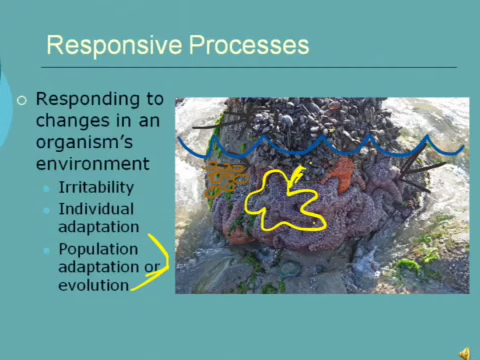 Responsive Processes
Responding to
changes in an
organism's
environment
Irritability
Individual
adaptation
Population
adaptation or
evolution